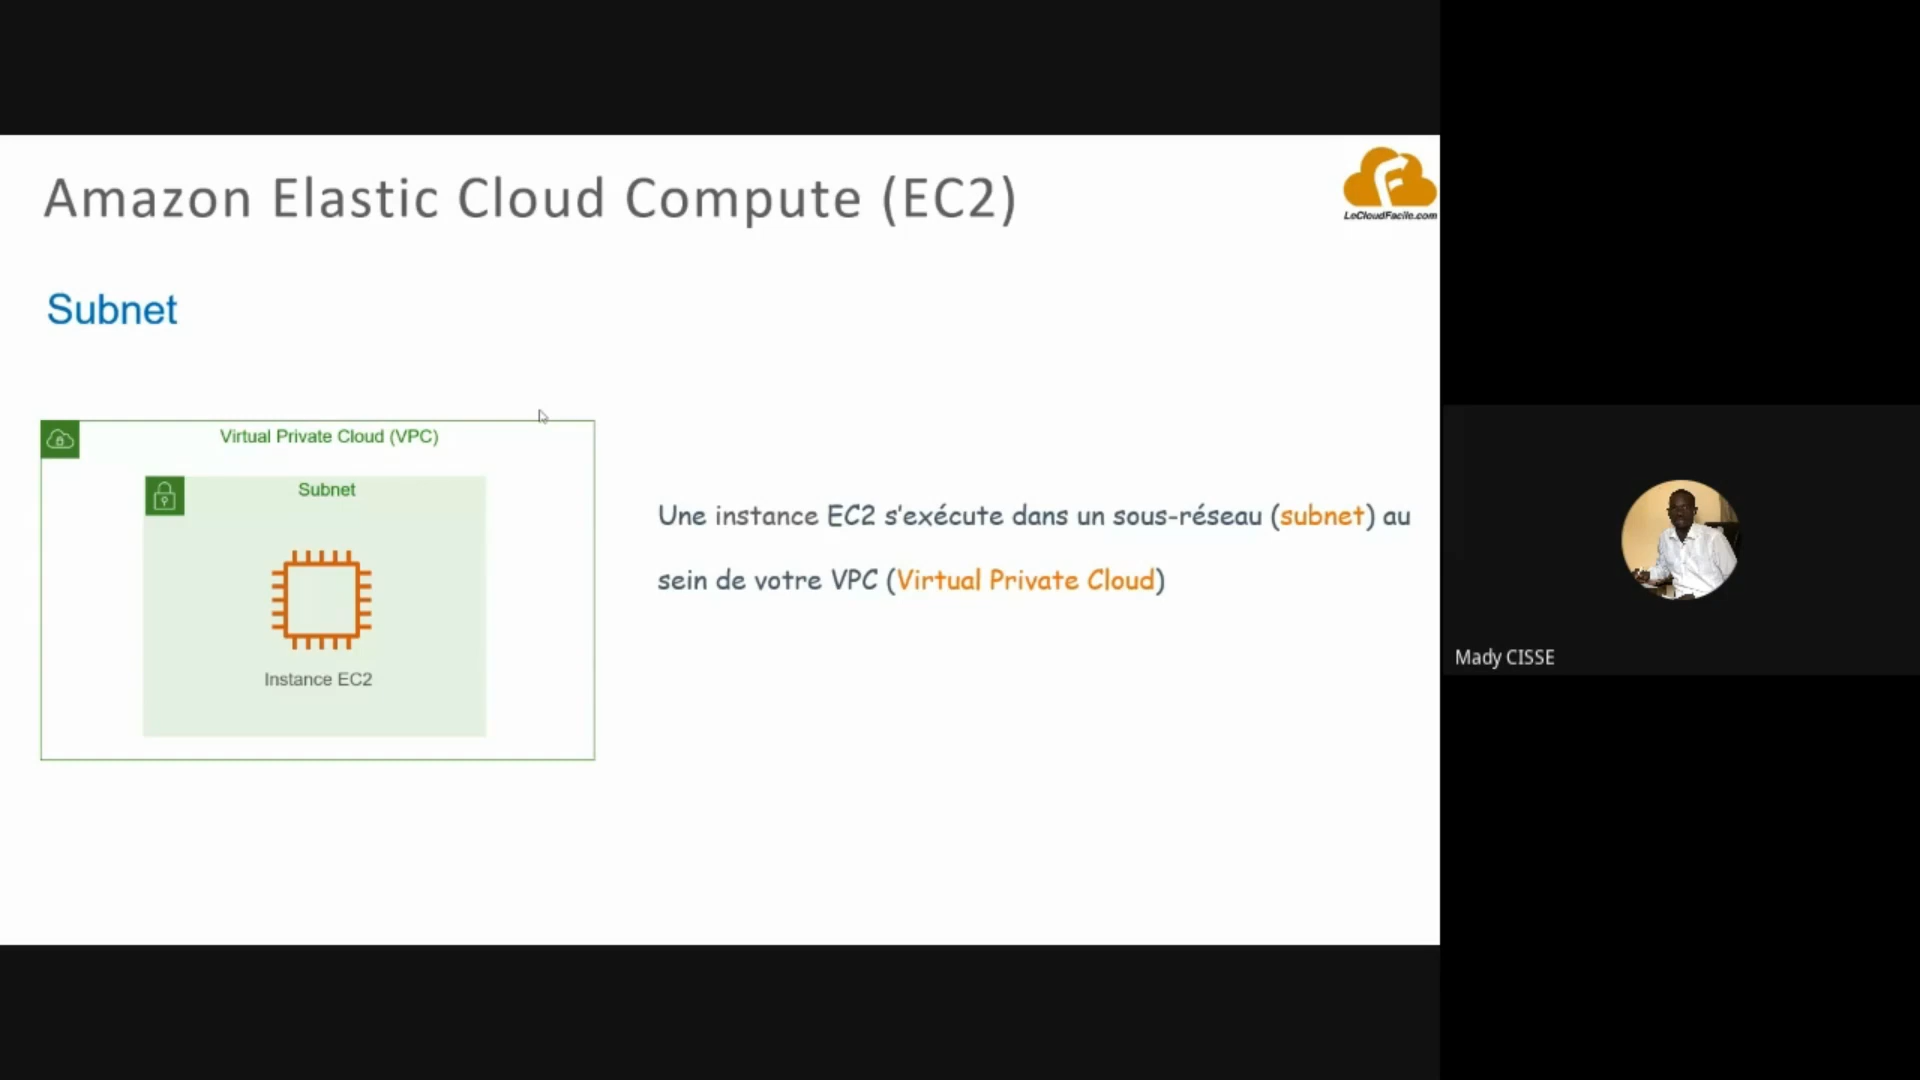 Amazon Elastic Cloud Compute (EC2)
LeCloudFacile.com
Subnet
Virtual Private Cloud (VPC)
Subnet
Instance EC2
Une instance EC2 s’exécute dans un sous-réseau (subnet) au
sein de votre VPC (Virtual Private Cloud)
Mady CISSE